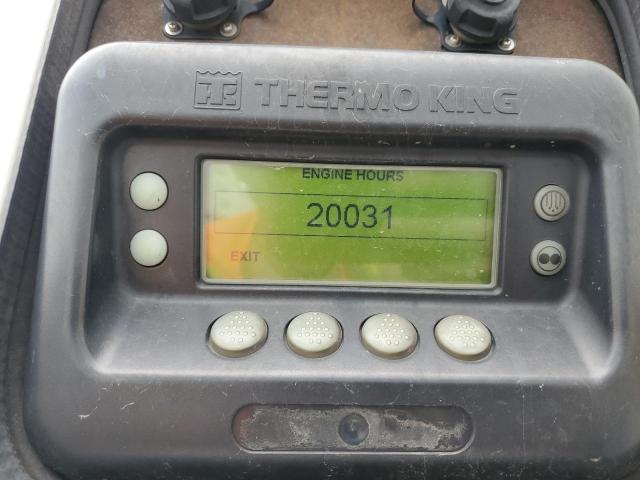 THERMO KING
ENGINE HOURS
20031
EXIT